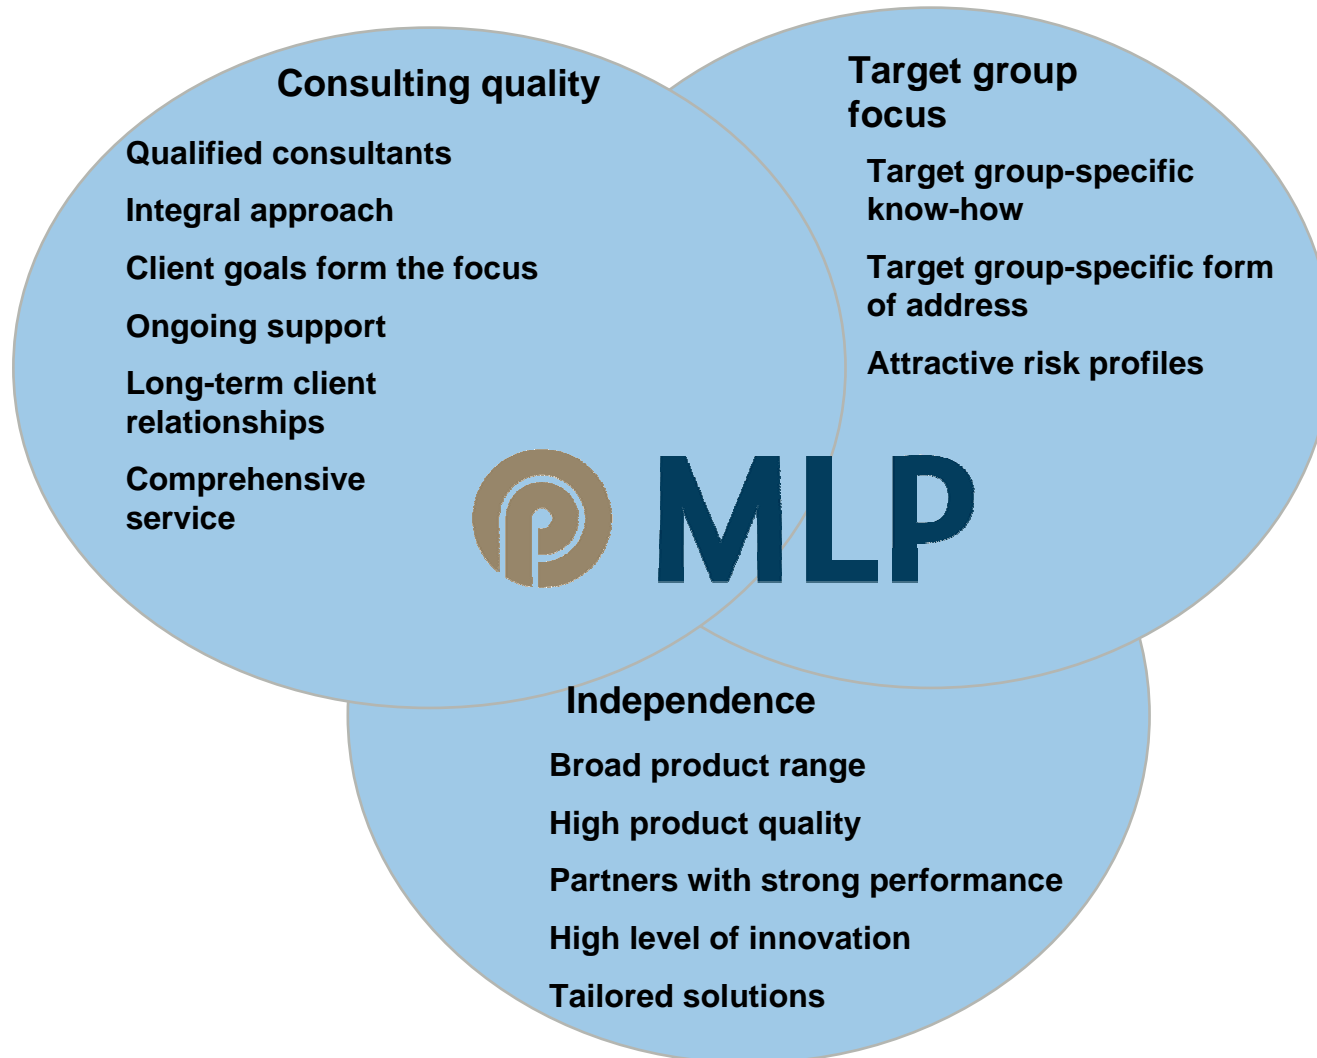 Consulting quality
Qualified consultants
Integral approach
Client goals form the focus
Ongoing support
Long-term client
relationships
Comprehensive
service
Target group
focus
Target group-specific
know-how
Target group-specific form
of address
Attractive risk profiles
MLP
Independence
Broad product range
High product quality
Partners with strong performance
High level of innovation
Tailored solutions